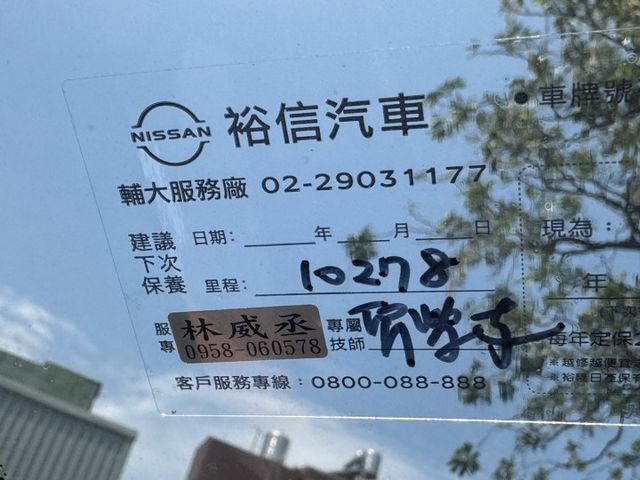 NISSAN 裕信汽車
輔大服務廠 02-29031177
建議 日期： 年 月 日
下次
保養 里程： 10278
服
專 林威丞 0958-060578
專屬
技師
客戶服務專線：0800-088-888
●車牌號
現為：
年
每年定保